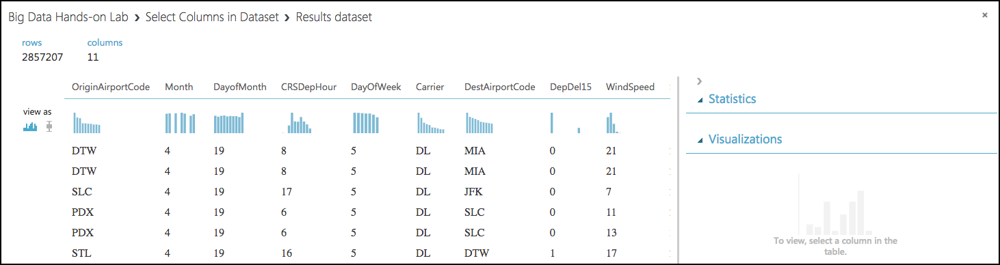 Big Data Hands-on Lab > Select Columns in Dataset > Results dataset ×
rows columns
2857207 11
OriginAirportCode Month DayofMonth CRSDepHour DayOfWeek Carrier DestAirportCode DepDel15 WindSpeed
view as
DTW 4 19 8 5 DL MIA 0 21
DTW 4 19 8 5 DL MIA 0 21
SLC 4 19 17 5 DL JFK 0 7
PDX 4 19 6 5 DL SLC 0 11
PDX 4 19 6 5 DL SLC 0 13
STL 4 19 16 5 DL DTW 1 17
Statistics
Visualizations
To view, select a column in the
table.